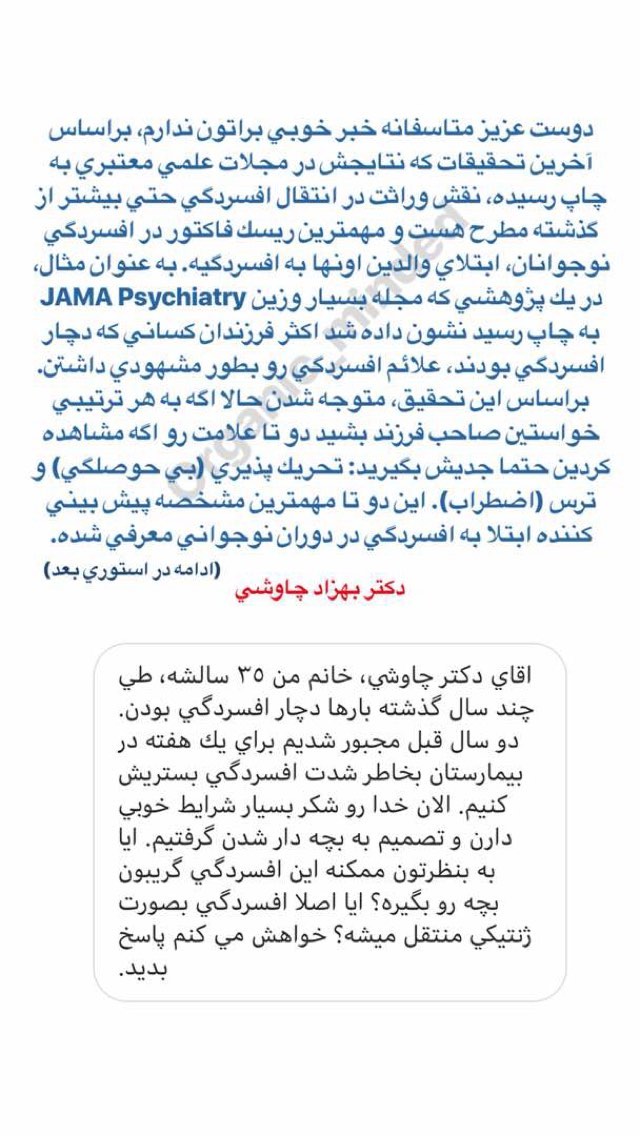 دوست عزيز متاسفانه خبر خوبي براتون ندارم، براساس
آخرين تحقيقات كه نتايجش در مجلات علمي معتبري به
چاپ رسيده، نقش وراثت در انتقال افسردگي حتي بيشتر از
گذشته مطرح هست و مهمترين ريسك فاكتور در افسردگي
نوجوانان، ابتلاي والدين اونها به افسردگيه. به عنوان مثال،
در يك پژوهشي كه مجله بسيار وزين JAMA Psychiatry
به چاپ رسيد نشون داده شد اكثر فرزندان كساني كه دچار
افسردگي بودند، علائم افسردگي رو بطور مشهودي داشتن.
براساس اين تحقيق، متوجه شدن حالا اگه به هر ترتيبي
خواستين صاحب فرزند بشيد دو تا علامت رو اگه مشاهده
كردين حتما جديش بگيريد: تحريك پذيري (بي حوصلگي) و
ترس (اضطراب). اين دو تا مهمترين مشخصه پيش بيني
كننده ابتلا به افسردگي در دوران نوجواني معرفي شده.
(ادامه در استوري بعد)
دكتر بهزاد چاوشي
Organic_minded
اقاي دكتر چاوشي، خانم من ٣٥ سالشه، طي
چند سال گذشته بارها دچار افسردگي بودن.
دو سال قبل مجبور شديم براي يك هفته در
بيمارستان بخاطر شدت افسردگي بستريش
كنيم. الان خدا رو شكر بسيار شرايط خوبي
دارن و تصميم به بچه دار شدن گرفتيم. ايا
به بنظرتون ممكنه اين افسردگي گريبون
بچه رو بگيره؟ ايا اصلا افسردگي بصورت
ژنتيكي منتقل ميشه؟ خواهش مي كنم پاسخ
بديد.